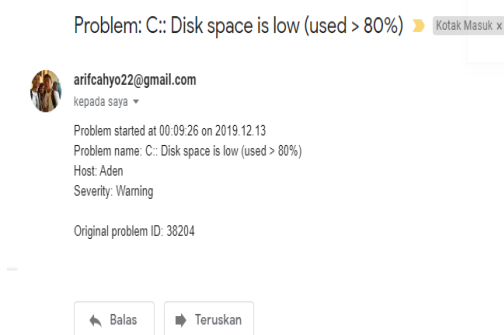 Problem: C:: Disk space is low (used > 80%) Kotak Masuk x
arifcahyo22@gmail.com
kepada saya
Problem started at 00:09:26 on 2019.12.13
Problem name: C:: Disk space is low (used > 80%)
Host: Aden
Severity: Warning
Original problem ID: 38204
Balas Teruskan